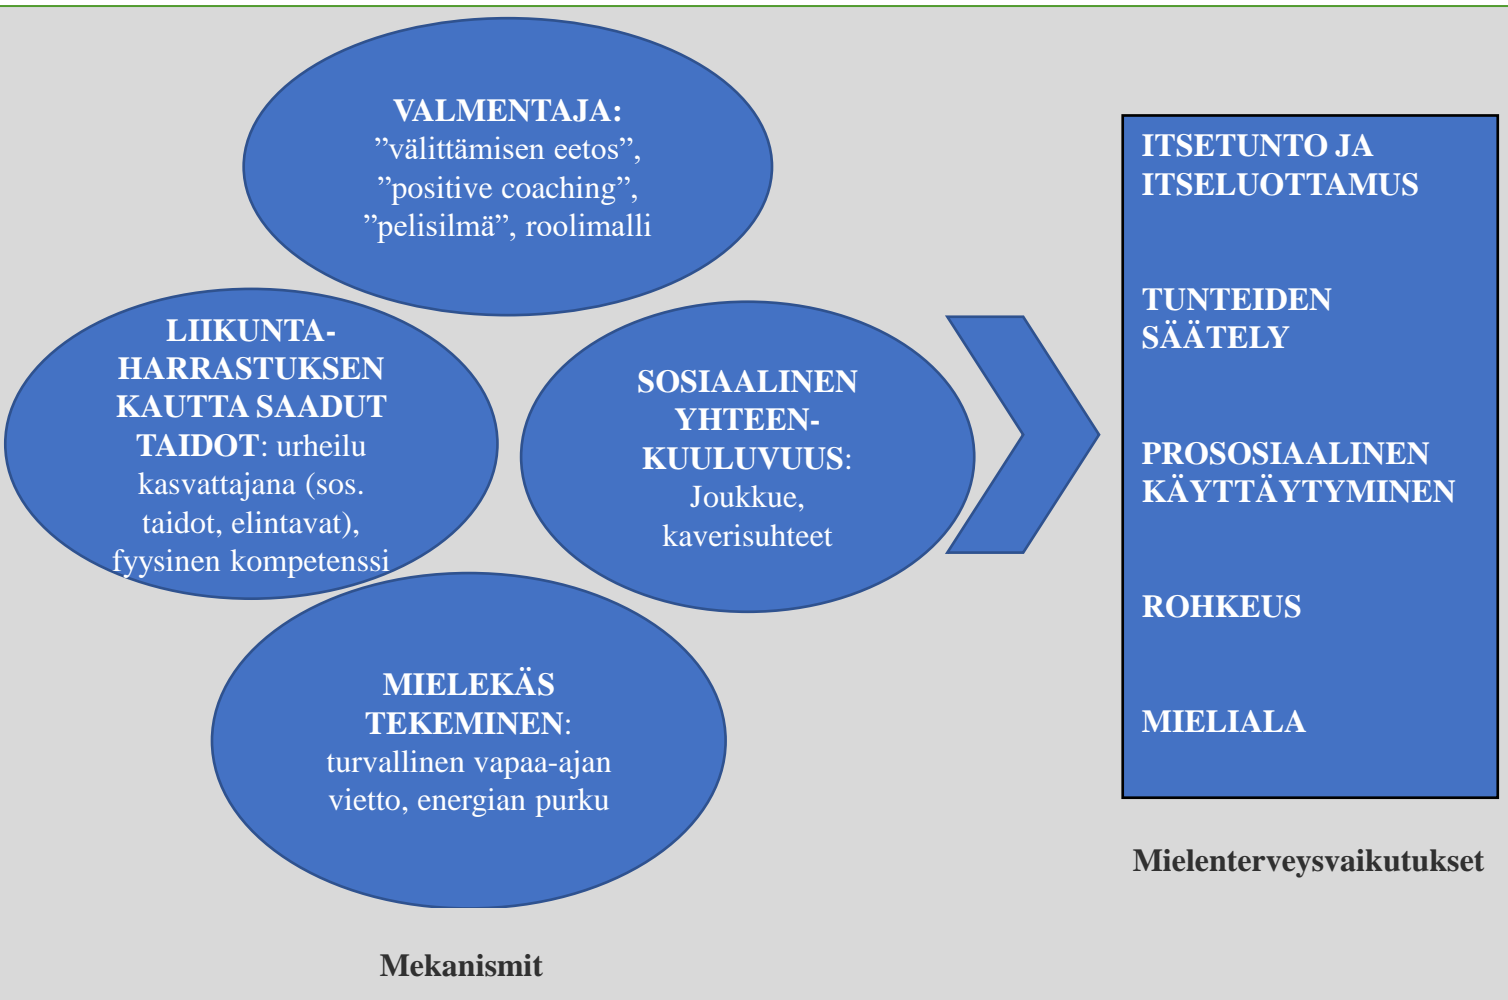 VALMENTAJA:
”välittämisen eetos”,
”positive coaching”,
”pelisilmä”, roolimalli
LIIKUNTA-
HARRASTUKSEN
KAUTTA SAADUT
TAIDOT: urheilu
kasvattajana (sos.
taidot, elintavat),
fyysinen kompetenssi
SOSIAALINEN
YHTEEN-
KUULUVUUS:
Joukkue,
kaverisuhteet
MIELEKÄS
TEKEMINEN:
turvallinen vapaa-ajan
vietto, energian purku
Mekanismit
ITSETUNTO JA
ITSELUOTTAMUS
TUNTEIDEN
SÄÄTELY
PROSOSIAALINEN
KÄYTTÄYTYMINEN
ROHKEUS
MIELIALA
Mielenterveysvaikutukset